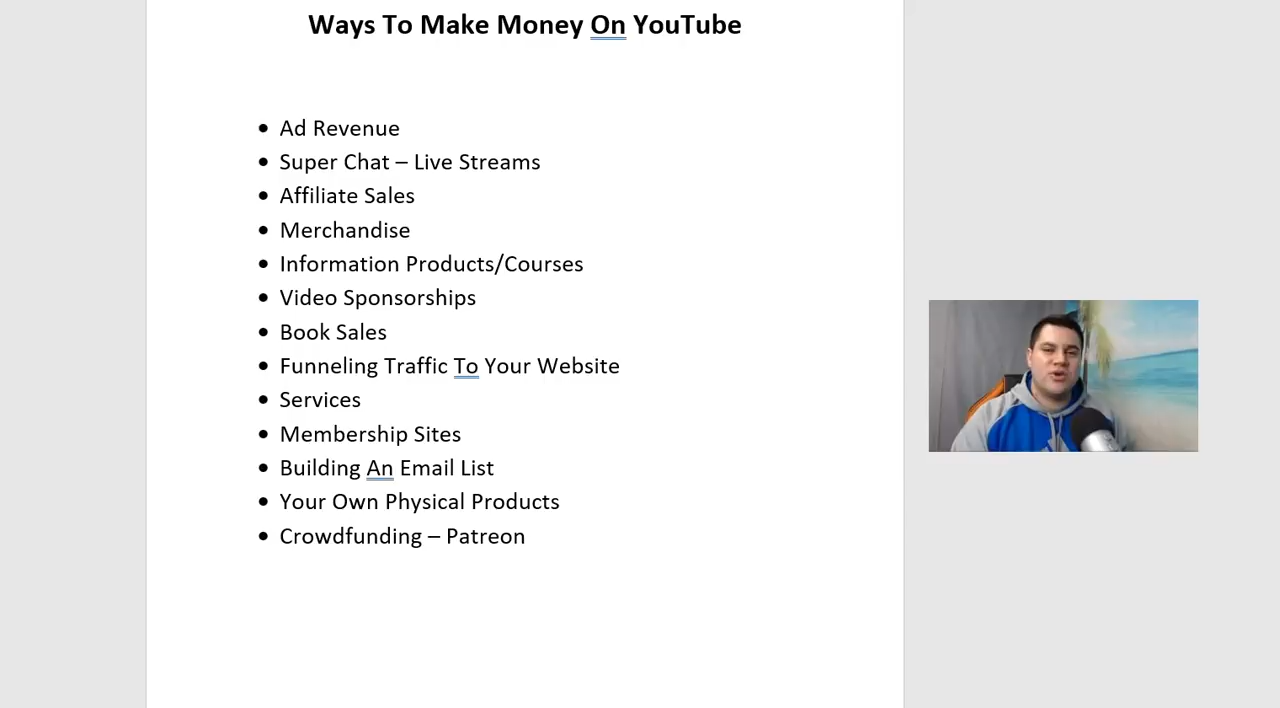 Ways To Make Money On YouTube
• Ad Revenue
• Super Chat – Live Streams
• Affiliate Sales
• Merchandise
• Information Products/Courses
• Video Sponsorships
• Book Sales
• Funneling Traffic To Your Website
• Services
• Membership Sites
• Building An Email List
• Your Own Physical Products
• Crowdfunding – Patreon